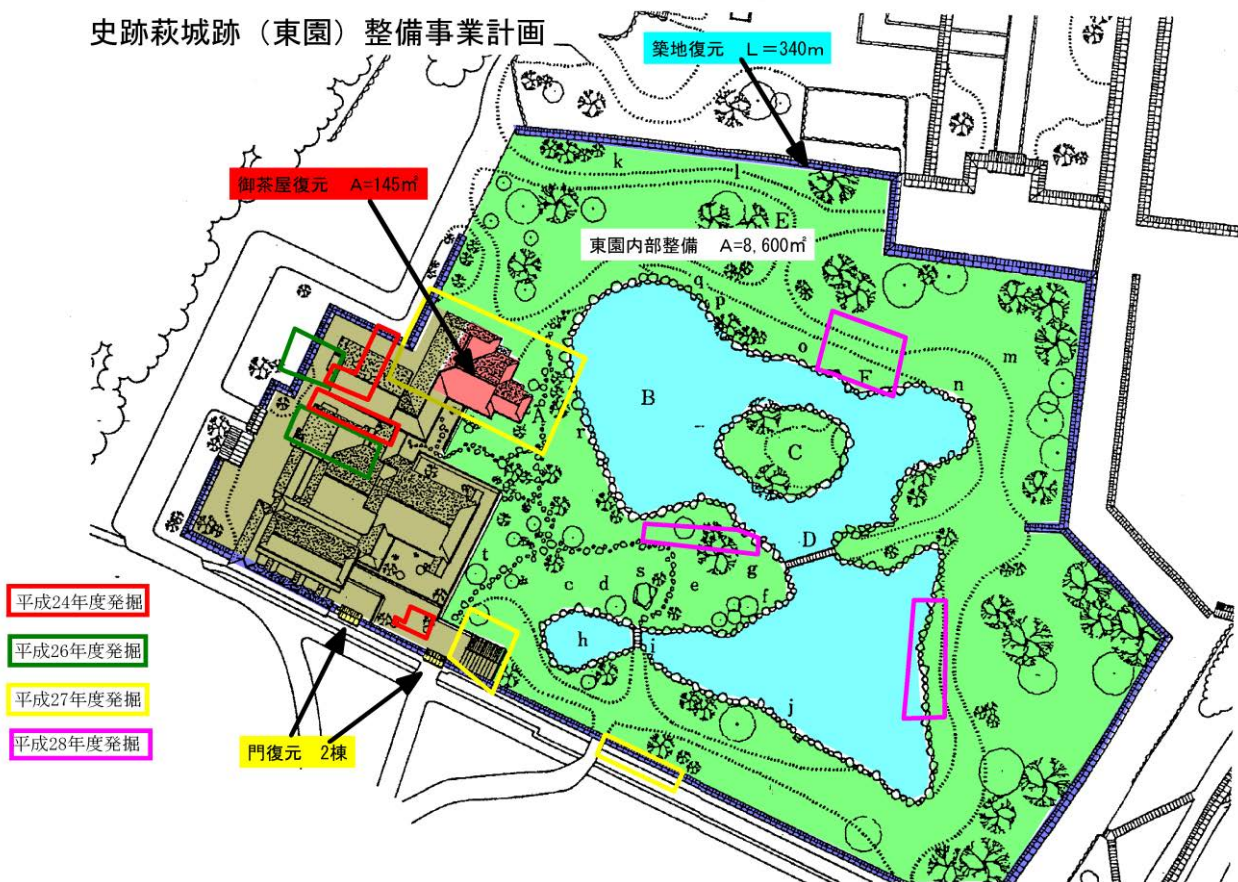 史跡萩城跡（東園）整備事業計画
築地復元　Ｌ＝340ｍ
御茶屋復元　A=145㎡
東園内部整備　A=8,600㎡
k
l
E
q
p
o
F
m
n
B
A
r
C
D
t
c
d
s
e
g
f
h
i
j
平成24年度発掘
平成26年度発掘
平成27年度発掘
平成28年度発掘
門復元　2棟